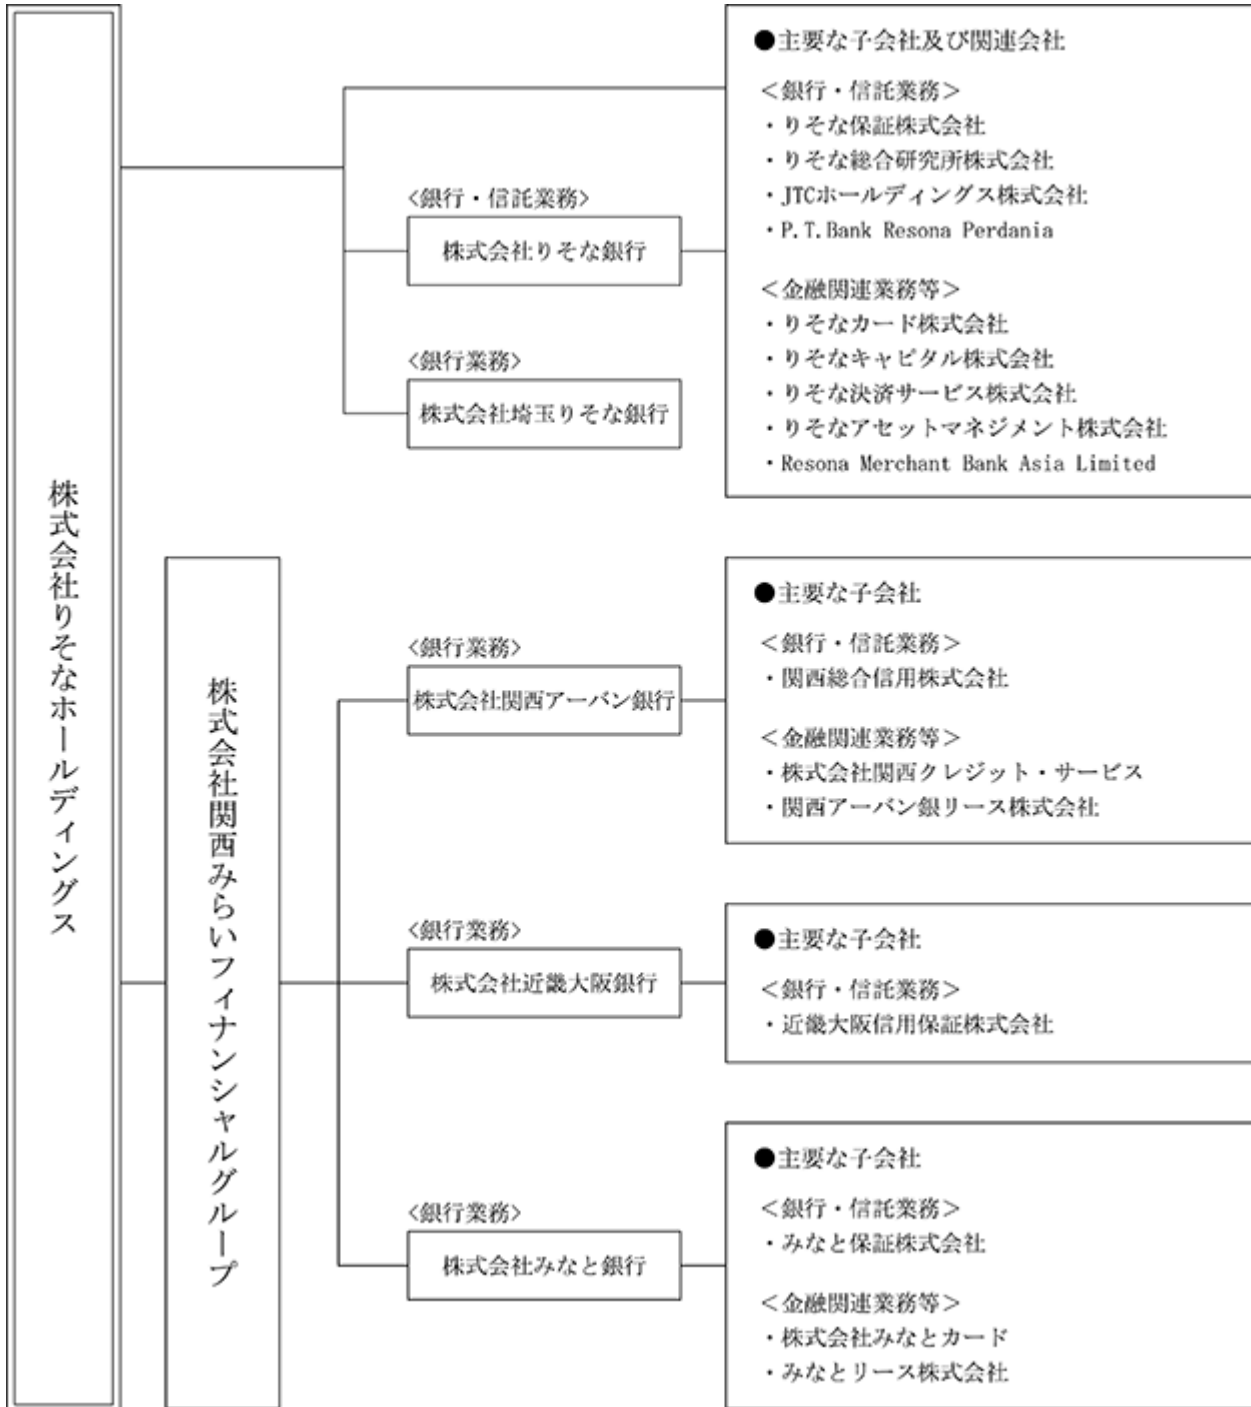 株式会社りそなホールディングス
●主要な子会社及び関連会社
＜銀行・信託業務＞
・りそな保証株式会社
・りそな総合研究所株式会社
・JTCホールディングス株式会社
・P.T.Bank Resona Perdania
＜金融関連業務等＞
・りそなカード株式会社
・りそなキャピタル株式会社
・りそな決済サービス株式会社
・りそなアセットマネジメント株式会社
・Resona Merchant Bank Asia Limited
<銀行・信託業務>
株式会社りそな銀行
<銀行業務>
株式会社埼玉りそな銀行
株式会社関西みらいフィナンシャルグループ
<銀行業務>
株式会社関西アーバン銀行
●主要な子会社
＜銀行・信託業務＞
・関西総合信用株式会社
＜金融関連業務等＞
・株式会社関西クレジット・サービス
・関西アーバン銀リース株式会社
<銀行業務>
株式会社近畿大阪銀行
●主要な子会社
＜銀行・信託業務＞
・近畿大阪信用保証株式会社
<銀行業務>
株式会社みなと銀行
●主要な子会社
＜銀行・信託業務＞
・みなと保証株式会社
＜金融関連業務等＞
・株式会社みなとカード
・みなとリース株式会社